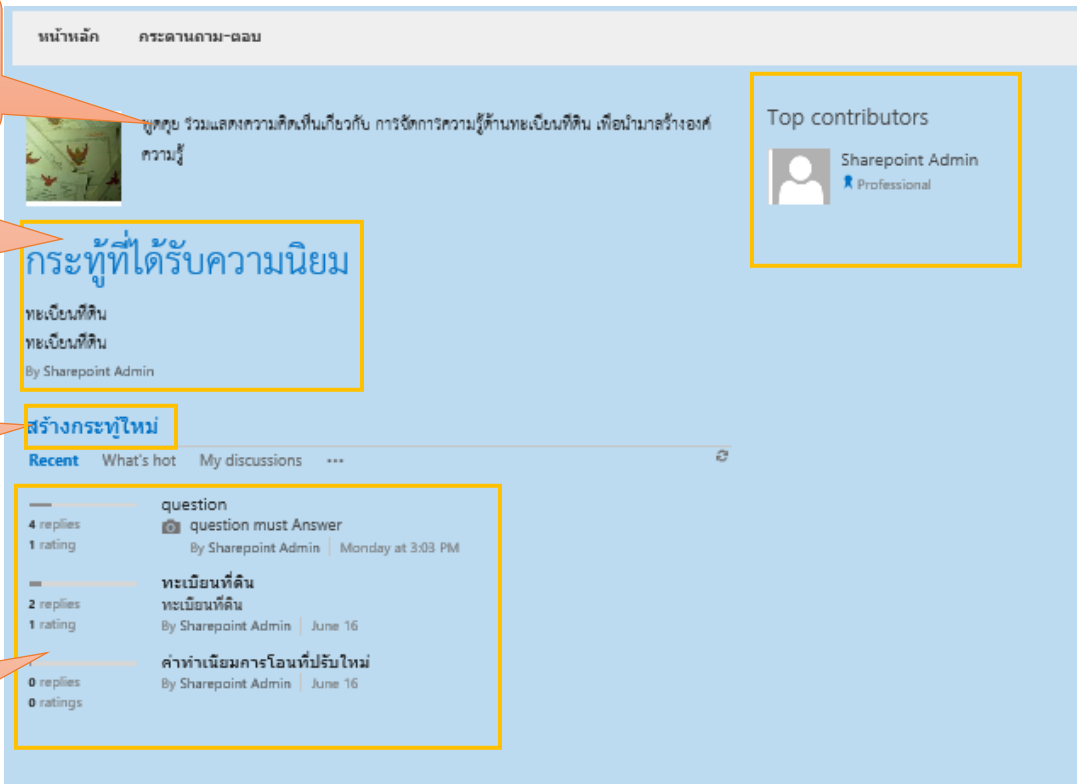 หน้าหลัก กระดานถาม-ตอบ
พูดคุย ร่วมแสดงความคิดเห็นเกี่ยวกับ การจัดการความรู้ด้านทะเบียนที่ดิน เพื่อนำมาสร้างองค์
ความรู้
Top contributors
Sharepoint Admin
Professional
กระทู้ที่ได้รับความนิยม
ทะเบียนที่ดิน
ทะเบียนที่ดิน
By Sharepoint Admin
สร้างกระทู้ใหม่
Recent What's hot My discussions ···
question
4 replies question must Answer
1 rating By Sharepoint Admin Monday at 3:03 PM
ทะเบียนที่ดิน
2 replies ทะเบียนที่ดิน
1 rating By Sharepoint Admin June 16
ค่าทำเนียมการโอนที่ปรับใหม่
0 replies By Sharepoint Admin June 16
0 ratings